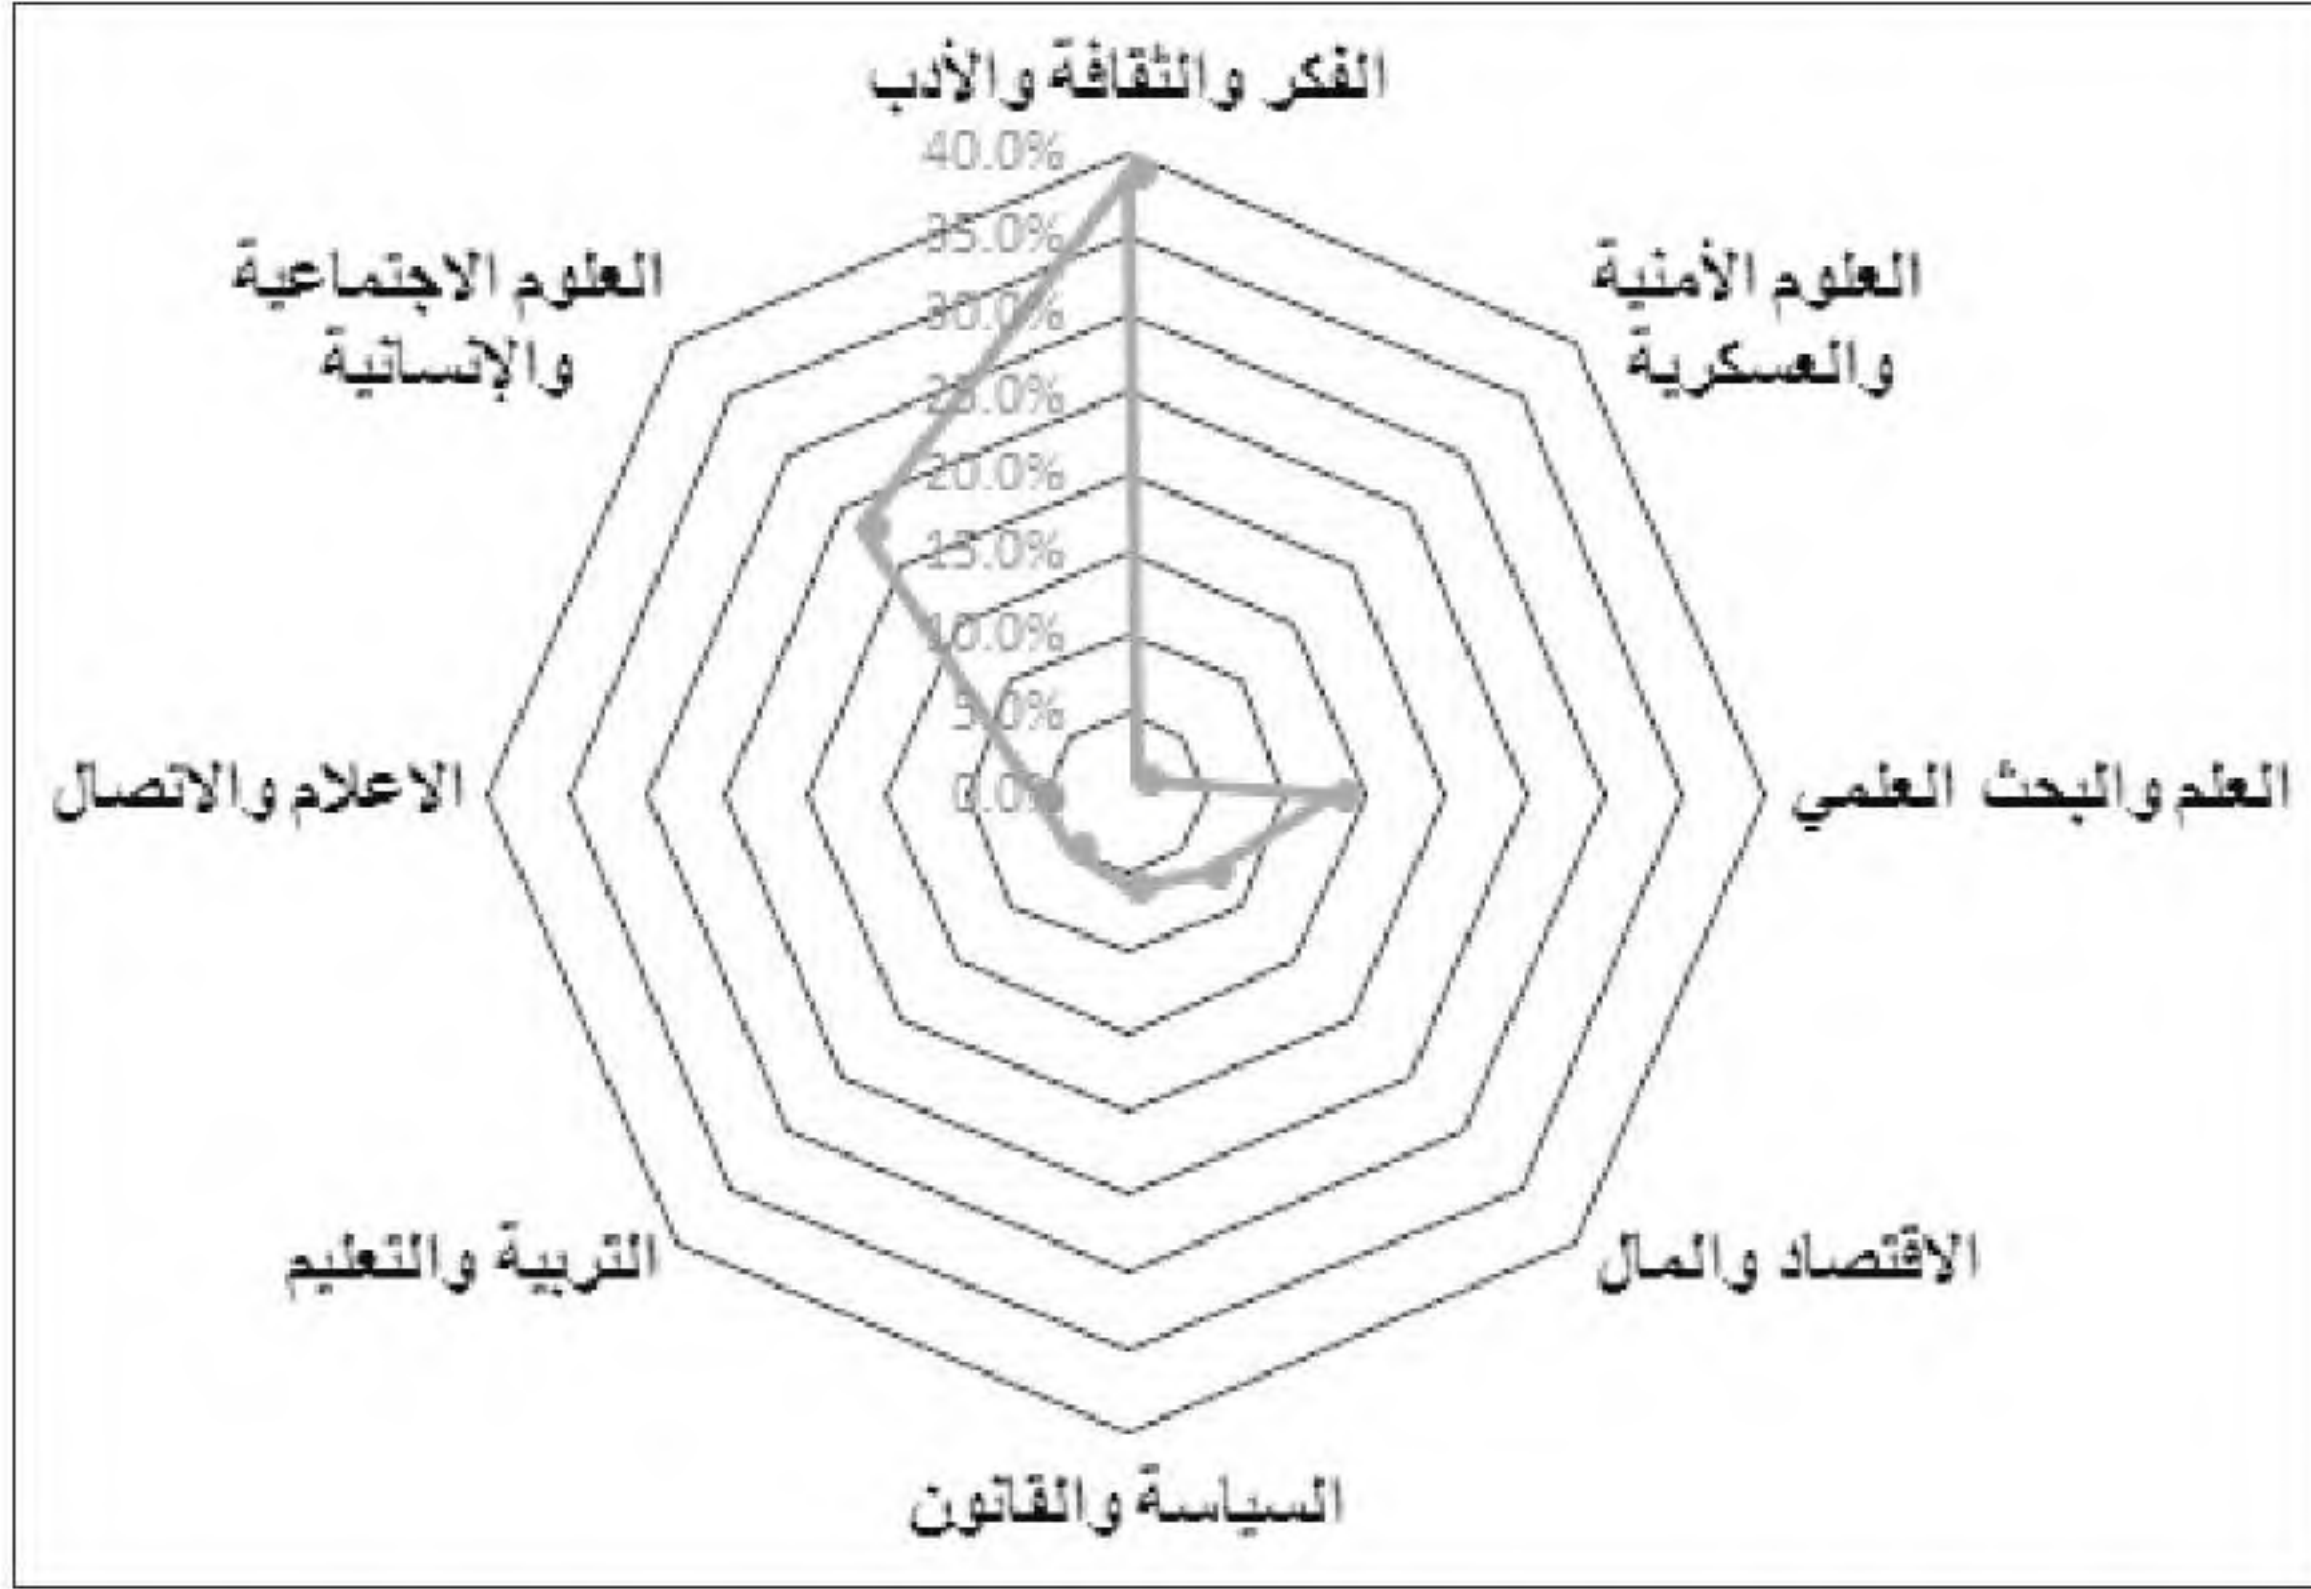 الفكر والثقافة والأدب
40.0%
35.0%
30.0%
25.0%
20.0%
15.0%
10.0%
5.0%
0.0%
العلوم الأمنية
والعسكرية
العلم والبحث العلمي
الاقتصاد والمال
السياسة والقانون
التربية والتعليم
الاعلام والاتصال
العلوم الاجتماعية
والإنسانية